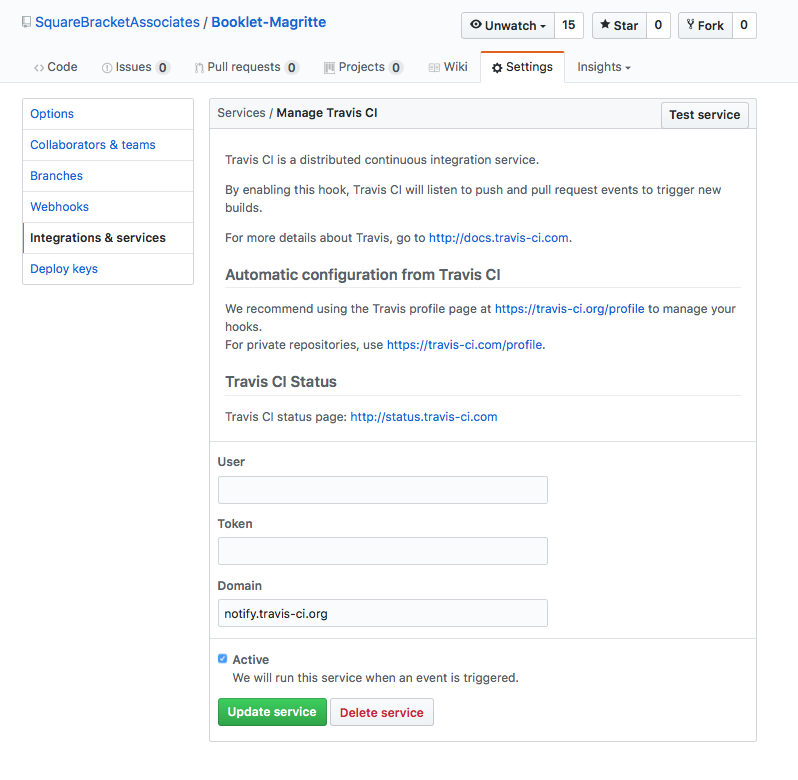 SquareBracketAssociates / Booklet-Magritte
Unwatch 15 Star 0 Fork 0
Code Issues 0 Pull requests 0 Projects 0 Wiki Settings Insights
Options
Collaborators & teams
Branches
Webhooks
Integrations & services
Deploy keys
Services / Manage Travis CI
Test service
Travis CI is a distributed continuous integration service.
By enabling this hook, Travis CI will listen to push and pull request events to trigger new
builds.
For more details about Travis, go to http://docs.travis-ci.com.
Automatic configuration from Travis CI
We recommend using the Travis profile page at https://travis-ci.org/profile to manage your
hooks.
For private repositories, use https://travis-ci.com/profile.
Travis CI Status
Travis CI status page: http://status.travis-ci.com
User
Token
Domain
notify.travis-ci.org
Active
We will run this service when an event is triggered.
Update service Delete service